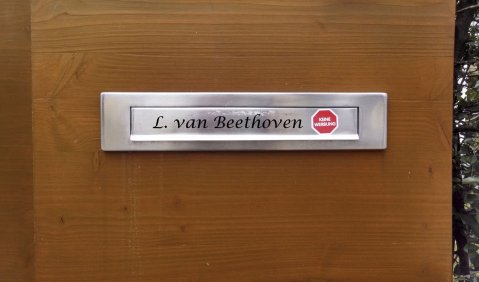 L. van Beethoven
KEINE
WERBUNG